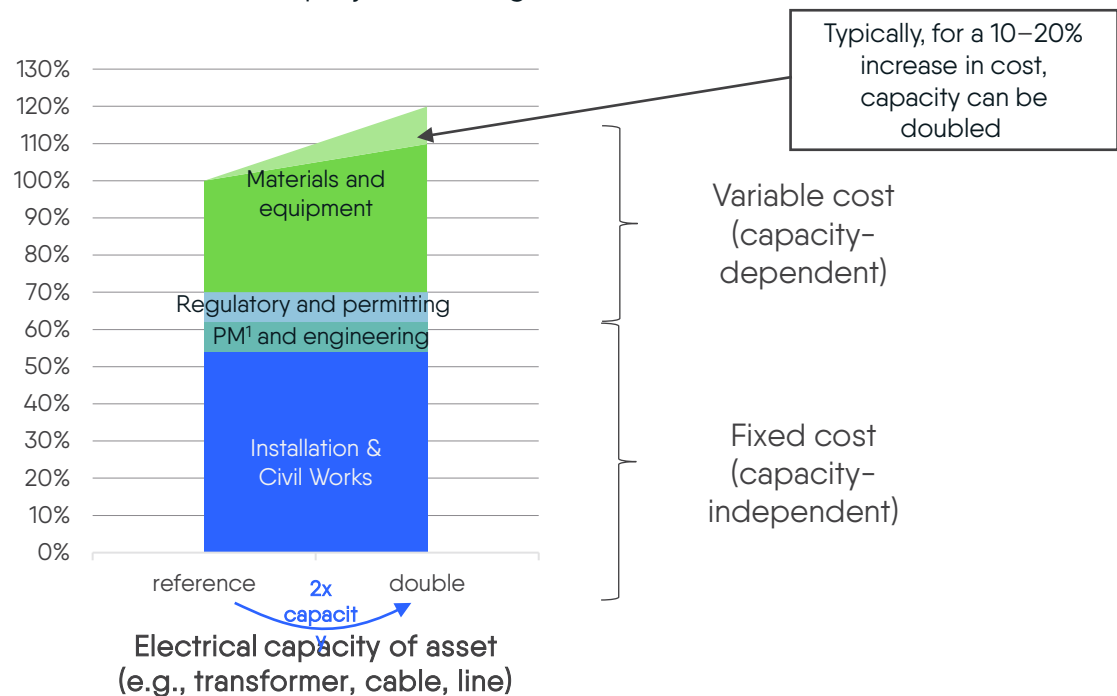 Typically, for a 10–20%
increase in cost,
capacity can be
doubled
130%
120%
110%
100%
90%
80%
70%
60%
50%
40%
30%
20%
10%
0%
Materials and
equipment
Regulatory and permitting
PM¹ and engineering
Installation &
Civil Works
Variable cost
(capacity-
dependent)
Fixed cost
(capacity-
independent)
reference
2x
capacit
y
double
Electrical capacity of asset
(e.g., transformer, cable, line)